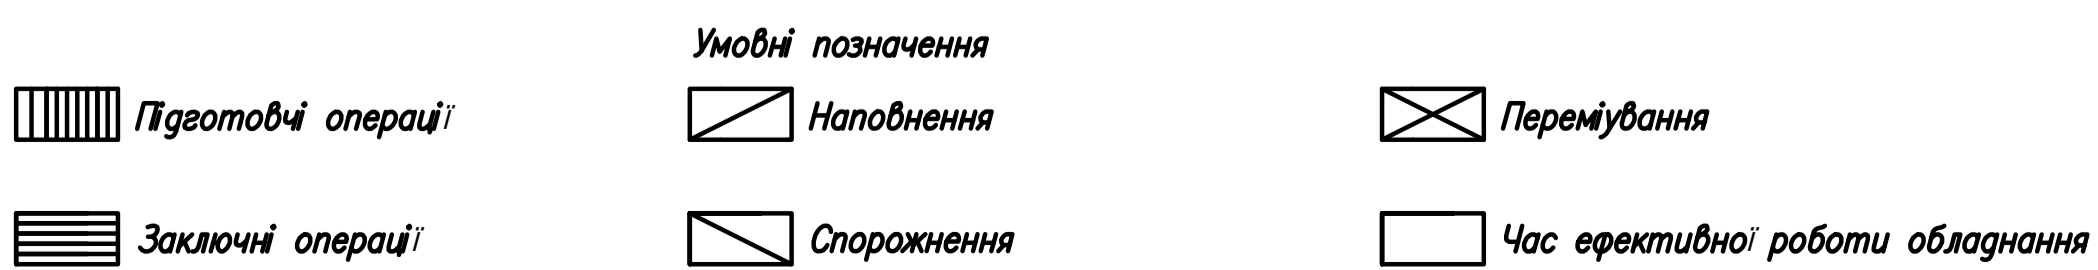 Умовні позначення
Підготовчі операції
Наповнення
Переміування
Заключні операції
Спорожнення
Час ефективної роботи обладнання